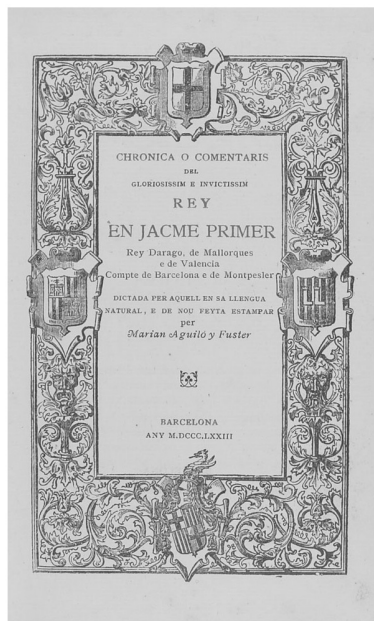 CHRONICA O COMENTARIS
DEL
GLORIOSISSIM E INVICTISSIM
REY
EN JACME PRIMER
Rey Darago, de Mallorques
e de Valencia
Compte de Barcelona e de Montpesler
DICTADA PER AQUELL EN SA LLENGUA
NATURAL, E DE NOU FEYTA ESTAMPAR
per
Marian Aguiló y Fuster
BARCELONA
ANY M.DCCC.LXXIII